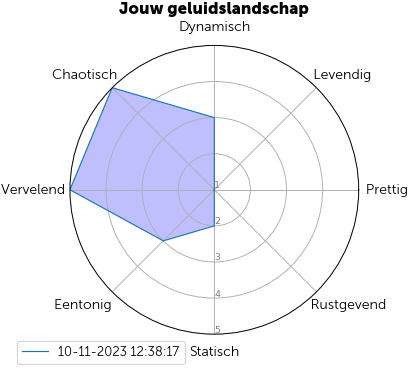 Jouw geluidslandschap
Dynamisch
Chaotisch
Levendig
Vervelend
1
Prettig
2
3
Eentonig
4
Rustgevend
5
10-11-2023 12:38:17
Statisch